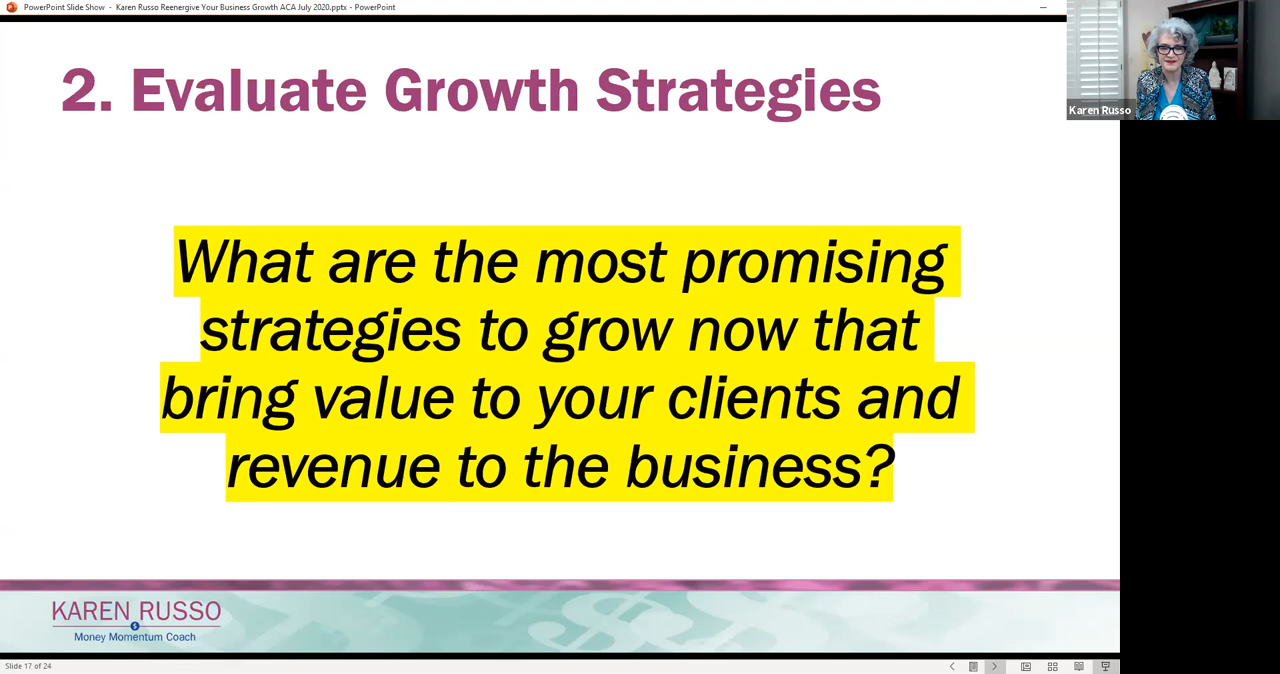 PowerPoint Slide Show - Karen Russo Reenergive Your Business Growth ACA July 2020.pptx - PowerPoint
Karen Russo
2. Evaluate Growth Strategies
What are the most promising
strategies to grow now that
bring value to your clients and
revenue to the business?
KAREN RUSSO
$
Money Momentum Coach
Slide 17 of 24